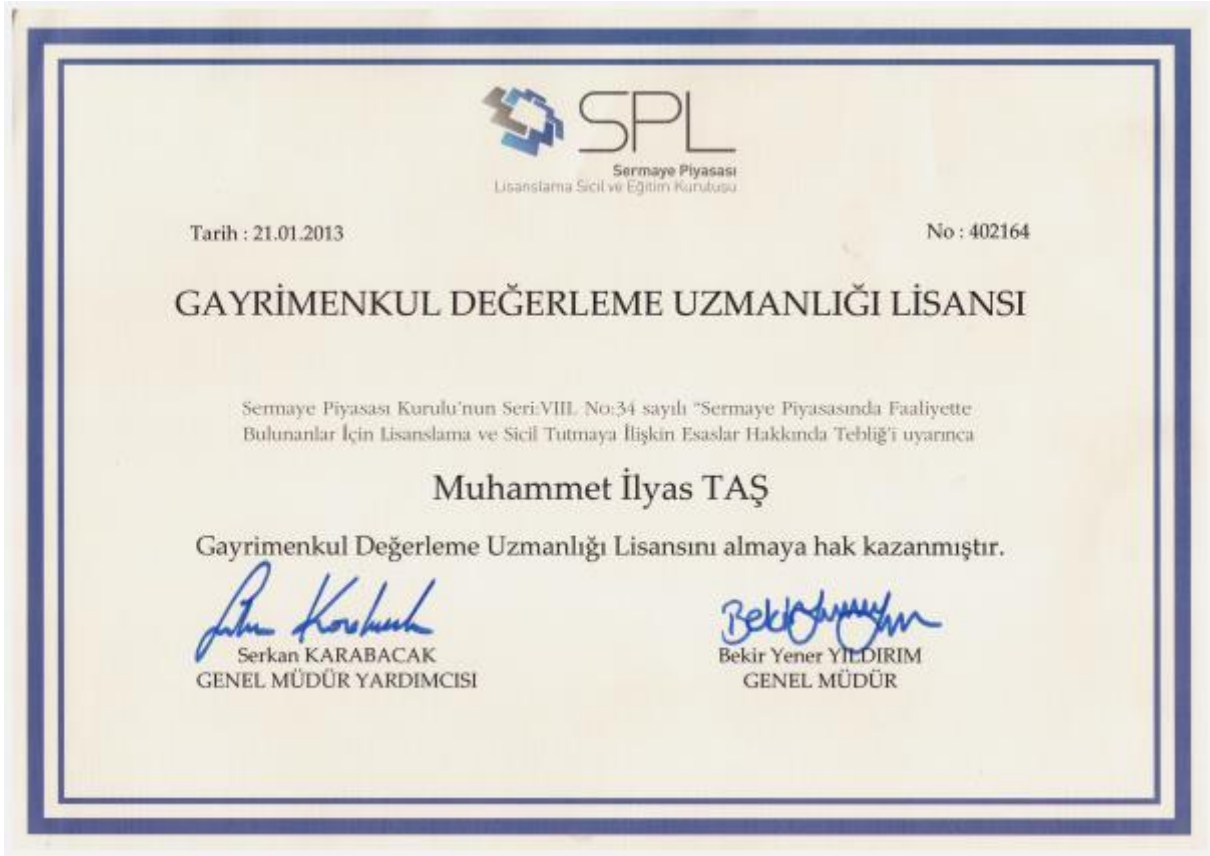 SPL
Sermaye Piyasası
Lisanslama Sicil ve Eğitim Kurulusu
Tarih : 21.01.2013
No : 402164
GAYRİMENKUL DEĞERLEME UZMANLIĞI LİSANSI
Sermaye Piyasası Kurulu'nun Seri:VIII. No:34 sayılı "Sermaye Piyasasında Faaliyette
Bulunanlar İçin Lisanslama ve Sicil Tutmaya İlişkin Esaslar Hakkında Tebliğ'i uyarınca
Muhammet İlyas TAŞ
Gayrimenkul Değerleme Uzmanlığı Lisansını almaya hak kazanmıştır.
Serkan KARABACAK
GENEL MÜDÜR YARDIMCISI
Bekir Yener YILDIRIM
GENEL MÜDÜR